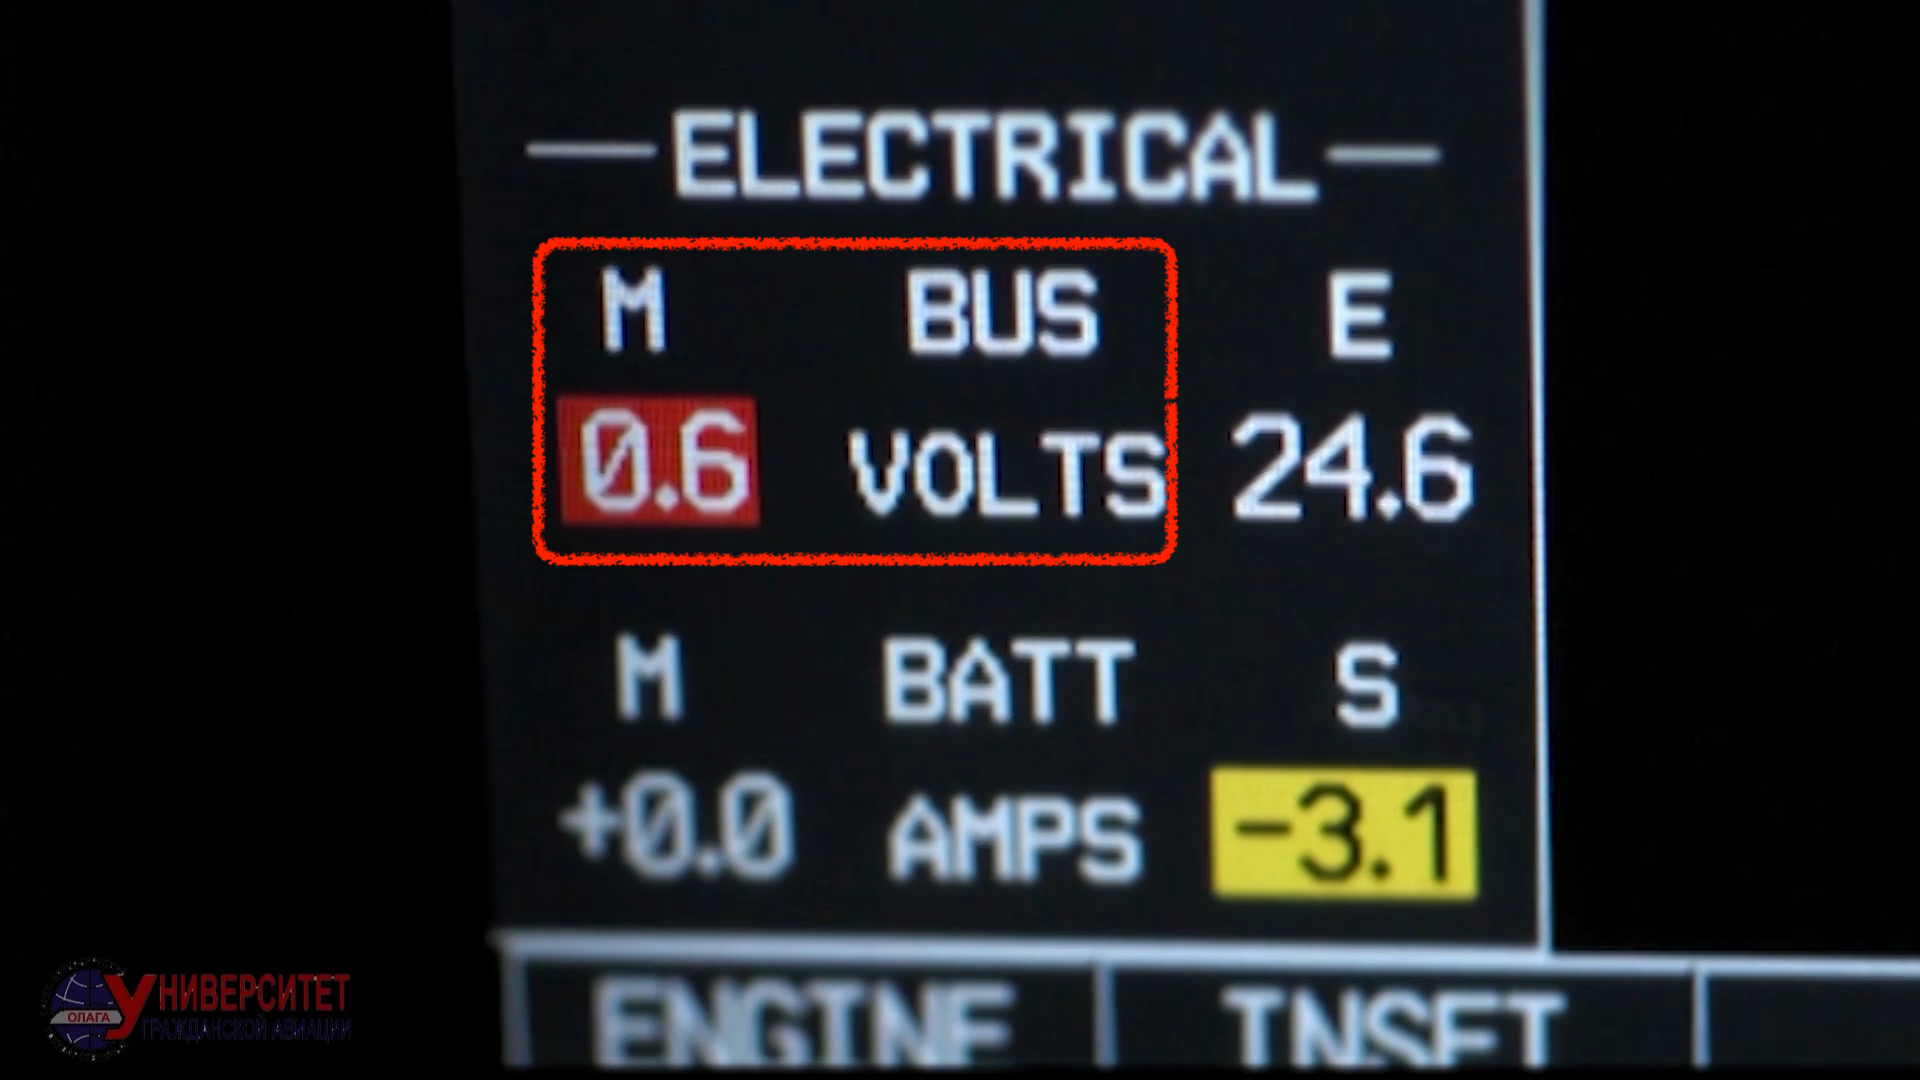 ELECTRICAL
M BUS E
0.6 VOLTS 24.6
M BATT S
+0.0 AMPS -3.1
ENGINE INSET
УНИВЕРСИТЕТ
ОЛАГА
ГРАЖДАНСКОЙ АВИАЦИИ